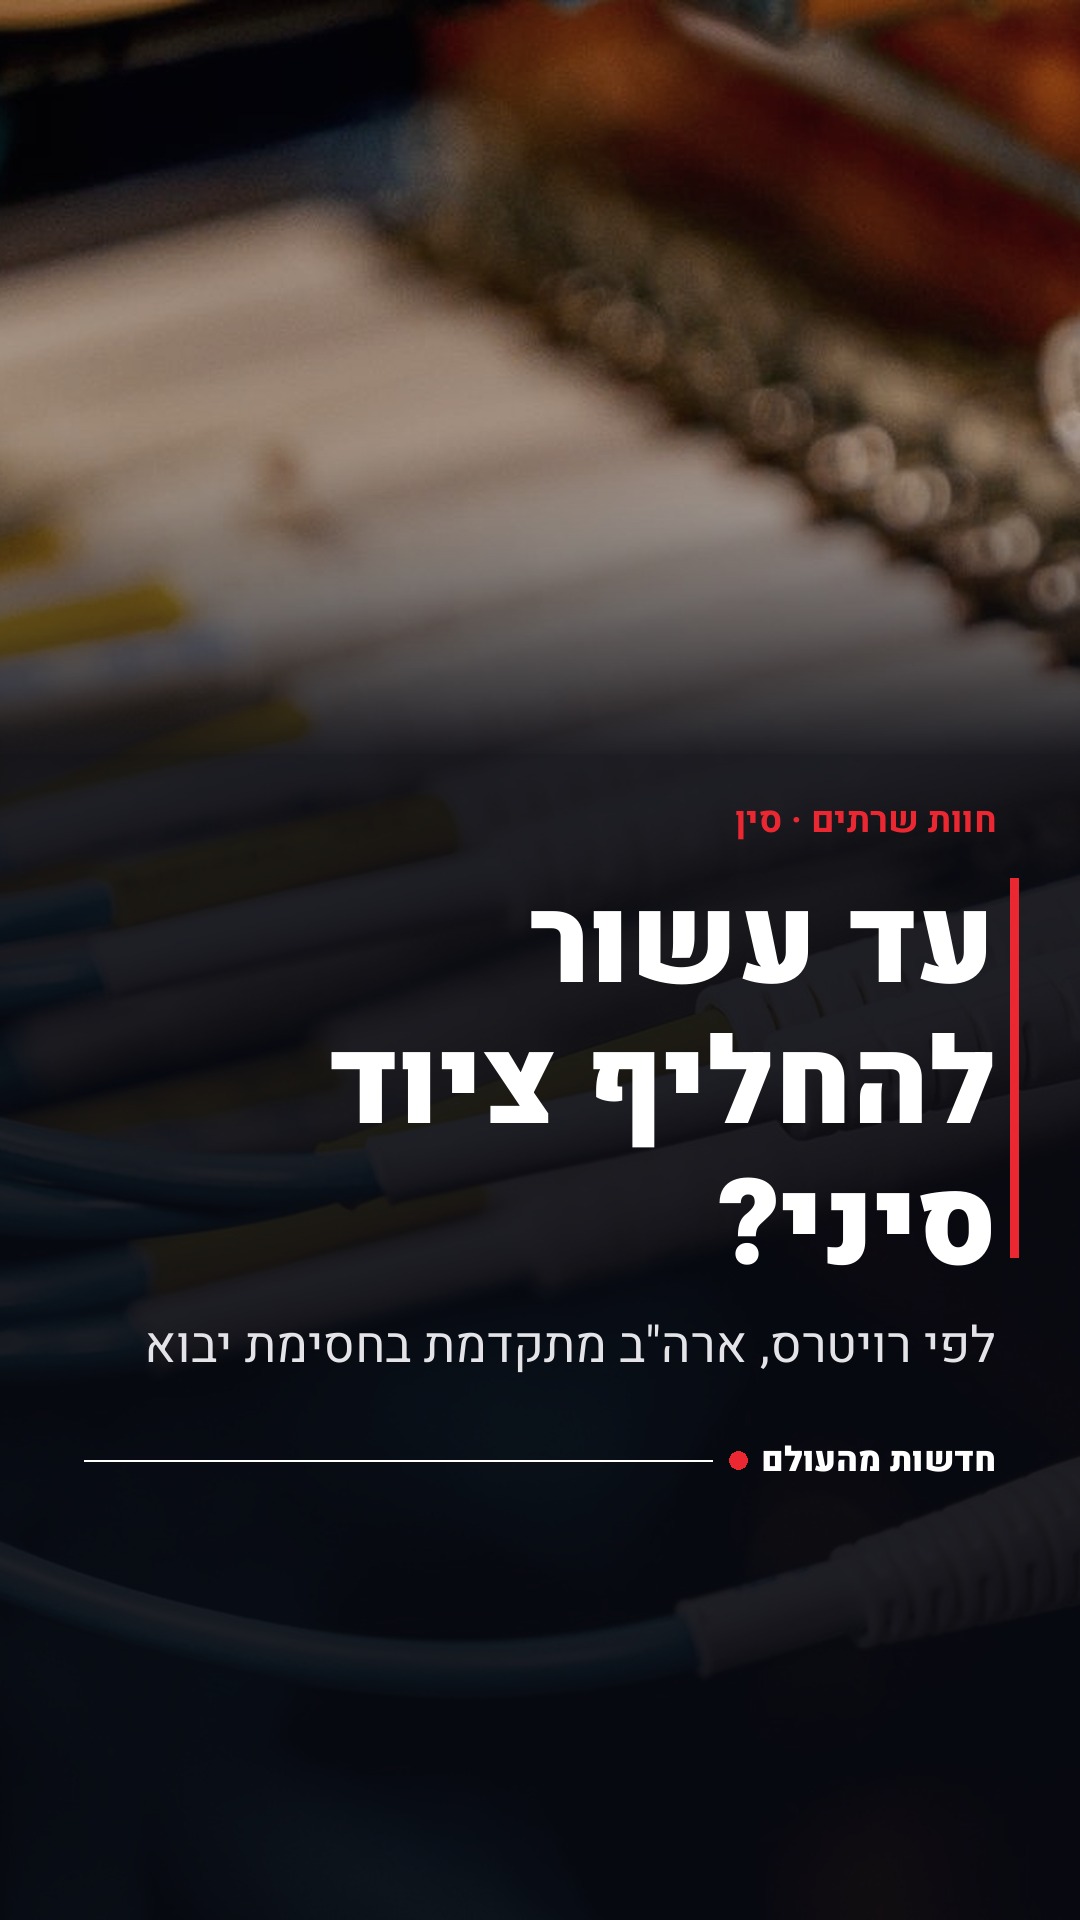 חוות שרתים · סין
עד עשור
להחליף ציוד
סיני?
לפי רויטרס, ארה"ב מתקדמת בחסימת יבוא
חדשות מהעולם